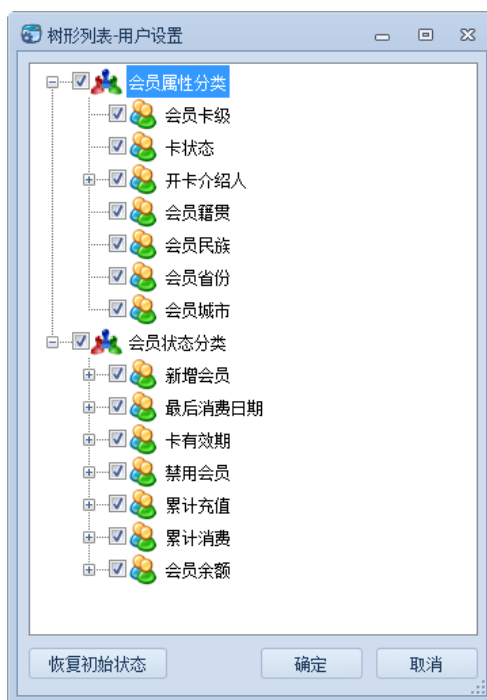 树形列表-用户设置
会员属性分类
会员卡级
卡状态
开卡介绍人
会员籍贯
会员民族
会员省份
会员城市
会员状态分类
新增会员
最后消费日期
卡有效期
禁用会员
累计充值
累计消费
会员余额
恢复初始状态 确定 取消